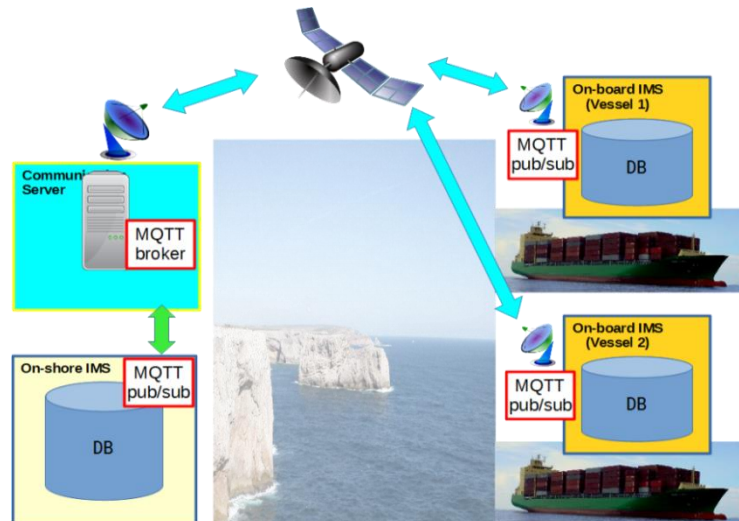 On-board IMS
(Vessel 1)
MQTT
pub/sub
DB
Server
MQTT
broker
On-board IMS
(Vessel 2)
MQTT
pub/sub
DB
On-shore IMS
MQTT
pub/sub
DB